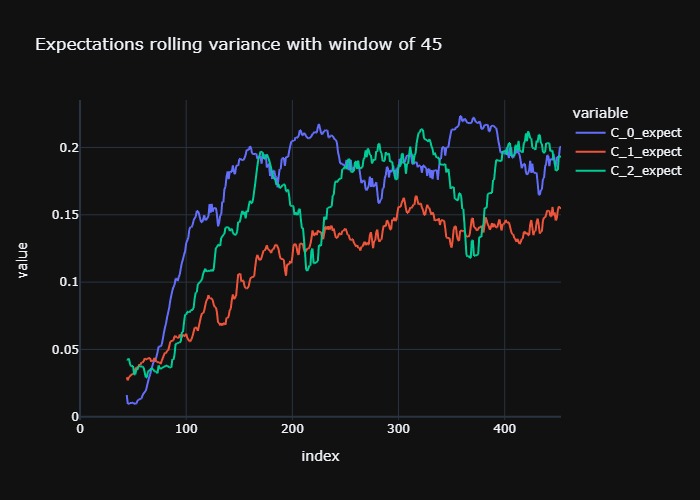 Expectations rolling variance with window of 45
variable
C_0_expect
C_1_expect
C_2_expect
0.2
0.15
0.1
0.05
0
value
0
100
200
300
400
index